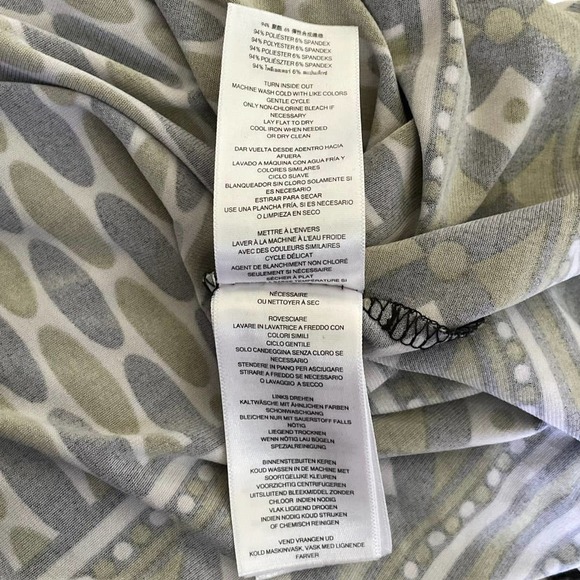 94% POLIÉSTER 6% SPANDEX
94% POLYESTER 6% SPANDEX
94% POLIESTER 6% SPANDEKS
94% POLIÉSZTER 6% SPANDEX
TURN INSIDE OUT
MACHINE WASH COLD WITH LIKE COLORS
GENTLE CYCLE
ONLY NON-CHLORINE BLEACH IF
NECESSARY
LAY FLAT TO DRY
COOL IRON WHEN NEEDED
OR DRY CLEAN
DAR VUELTA DESDE ADENTRO HACIA
AFUERA
LAVADO A MÁQUINA CON AGUA FRÍA Y
COLORES SIMILARES
CICLO SUAVE
BLANQUEADOR SIN CLORO SOLAMENTE SI
ES NECESARIO
ESTIRAR PARA SECAR
USE UNA PLANCHA FRÍA, SI ES NECESARIO
O LIMPIEZA EN SECO
METTRE À L'ENVERS
LAVER À LA MACHINE À L'EAU FROIDE
AVEC DES COULEURS SIMILAIRES
CYCLE DÉLICAT
AGENT DE BLANCHIMENT NON CHLORÉ
SEULEMENT SI NÉCESSAIRE
SÉCHER À PLAT
TEMPÉRATURE SI
NÉCESSAIRE
OU NETTOYER À SEC
ROVESCIARE
LAVARE IN LAVATRICE A FREDDO CON
COLORI SIMILI
CICLO GENTILE
SOLO CANDEGGINA SENZA CLORO SE
NECESSARIO
STENDERE IN PIANO PER ASCIUGARE
STIRARE A FREDDO SE NECESSARIO
O LAVAGGIO A SECCO
LINKS DREHEN
KALTWÄSCHE MIT ÄHNLICHEN FARBEN
SCHONWASCHGANG
BLEICHEN NUR MIT SAUERSTOFF FALLS
NÖTIG
LIEGEND TROCKNEN
WENN NÖTIG LAU BÜGELN
SPEZIALREINIGUNG
BINNENSTEBUITEN KEREN
KOUD WASSEN IN DE MACHINE MET
SOORTGELIJKE KLEUREN
VOORZICHTIG CENTRIFUGEREN
UITSLUITEND BLEEKMIDDEL ZONDER
CHLOOR INDIEN NODIG
VLAK LIGGEND DROGEN
INDIEN NODIG KOUD STRIJKEN
OF CHEMISCH REINIGEN
VEND VRANGEN UD
KOLD MASKINVASK, VASK MED LIGNENDE
FARVER